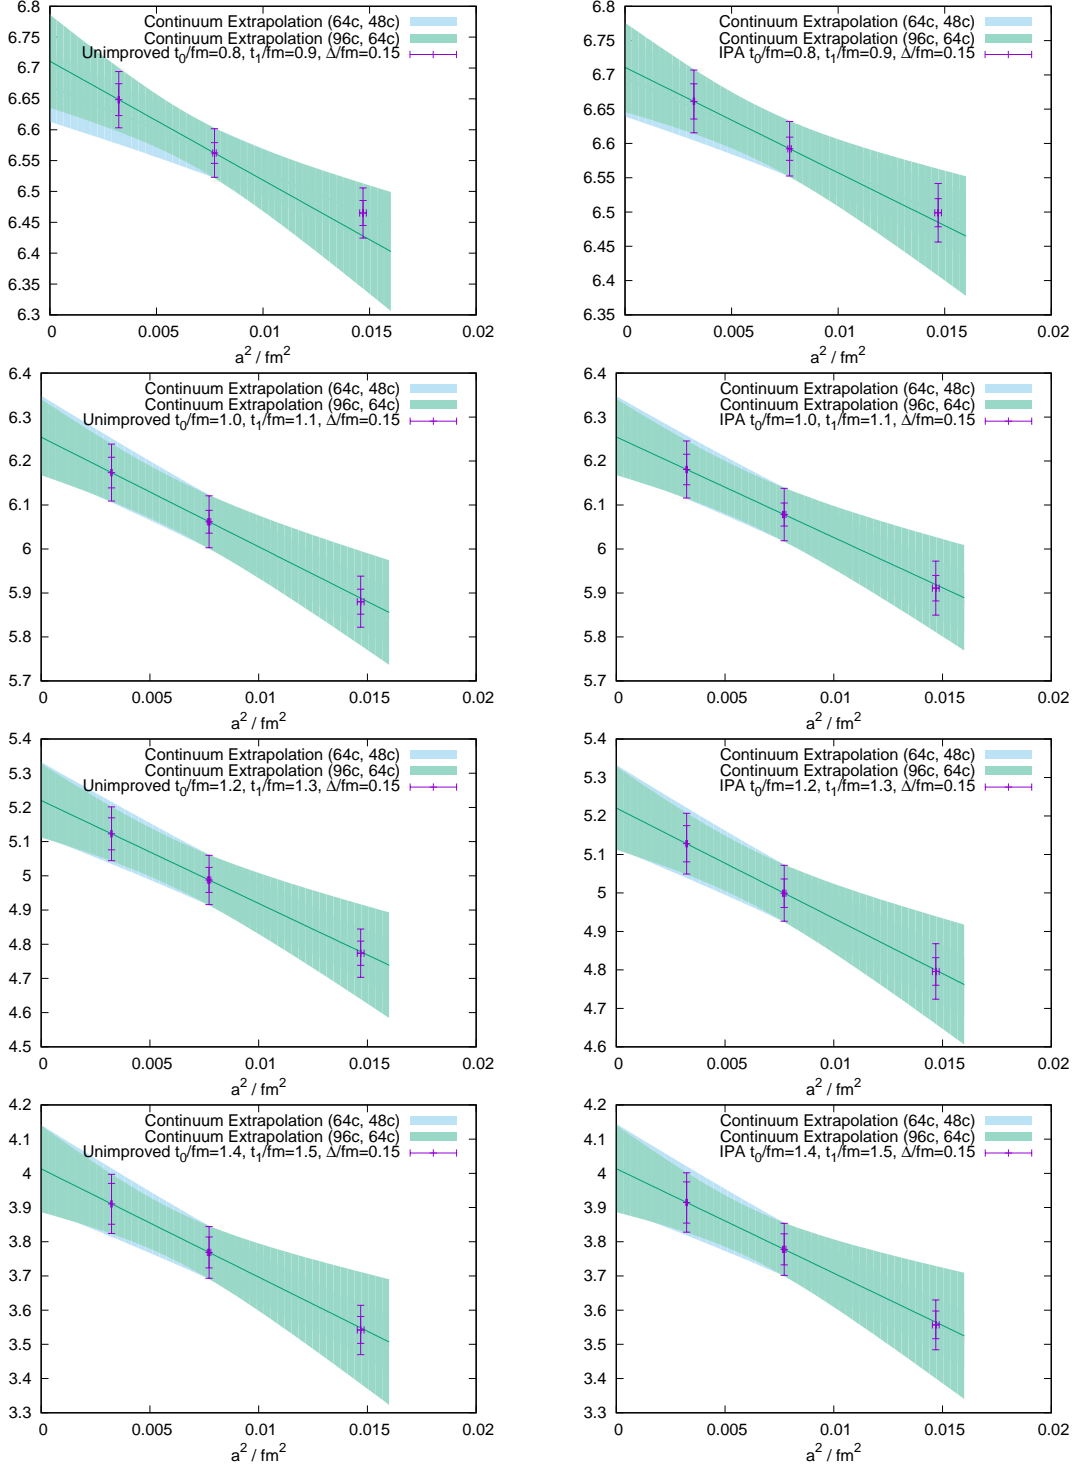 Continuum Extrapolation (64c, 48c)
Continuum Extrapolation (96c, 64c)
Unimproved t0/fm=0.8, t1/fm=0.9, Δ/fm=0.15
6.8
6.75
6.7
6.65
6.6
6.55
6.5
6.45
6.4
6.35
6.3
0 0.005 0.01 0.015 0.02
a² / fm²
Continuum Extrapolation (64c, 48c)
Continuum Extrapolation (96c, 64c)
IPA t0/fm=0.8, t1/fm=0.9, Δ/fm=0.15
6.8
6.75
6.7
6.65
6.6
6.55
6.5
6.45
6.4
6.35
0 0.005 0.01 0.015 0.02
a² / fm²
Continuum Extrapolation (64c, 48c)
Continuum Extrapolation (96c, 64c)
Unimproved t0/fm=1.0, t1/fm=1.1, Δ/fm=0.15
6.4
6.3
6.2
6.1
6
5.9
5.8
5.7
0 0.005 0.01 0.015 0.02
a² / fm²
Continuum Extrapolation (64c, 48c)
Continuum Extrapolation (96c, 64c)
IPA t0/fm=1.0, t1/fm=1.1, Δ/fm=0.15
6.4
6.3
6.2
6.1
6
5.9
5.8
5.7
0 0.005 0.01 0.015 0.02
a² / fm²
Continuum Extrapolation (64c, 48c)
Continuum Extrapolation (96c, 64c)
Unimproved t0/fm=1.2, t1/fm=1.3, Δ/fm=0.15
5.4
5.3
5.2
5.1
5
4.9
4.8
4.7
4.6
4.5
0 0.005 0.01 0.015 0.02
a² / fm²
Continuum Extrapolation (64c, 48c)
Continuum Extrapolation (96c, 64c)
IPA t0/fm=1.2, t1/fm=1.3, Δ/fm=0.15
5.4
5.3
5.2
5.1
5
4.9
4.8
4.7
4.6
0 0.005 0.01 0.015 0.02
a² / fm²
Continuum Extrapolation (64c, 48c)
Continuum Extrapolation (96c, 64c)
Unimproved t0/fm=1.4, t1/fm=1.5, Δ/fm=0.15
4.2
4.1
4
3.9
3.8
3.7
3.6
3.5
3.4
3.3
0 0.005 0.01 0.015 0.02
a² / fm²
Continuum Extrapolation (64c, 48c)
Continuum Extrapolation (96c, 64c)
IPA t0/fm=1.4, t1/fm=1.5, Δ/fm=0.15
4.2
4.1
4
3.9
3.8
3.7
3.6
3.5
3.4
3.3
0 0.005 0.01 0.015 0.02
a² / fm²